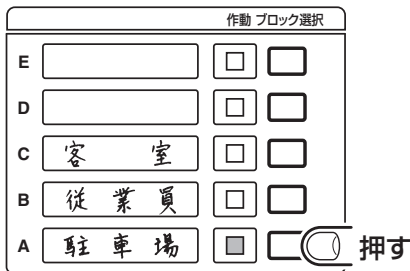 作動 ブロック選択
E
D
C 客 室
B 従 業 員
A 駐 車 場 押す